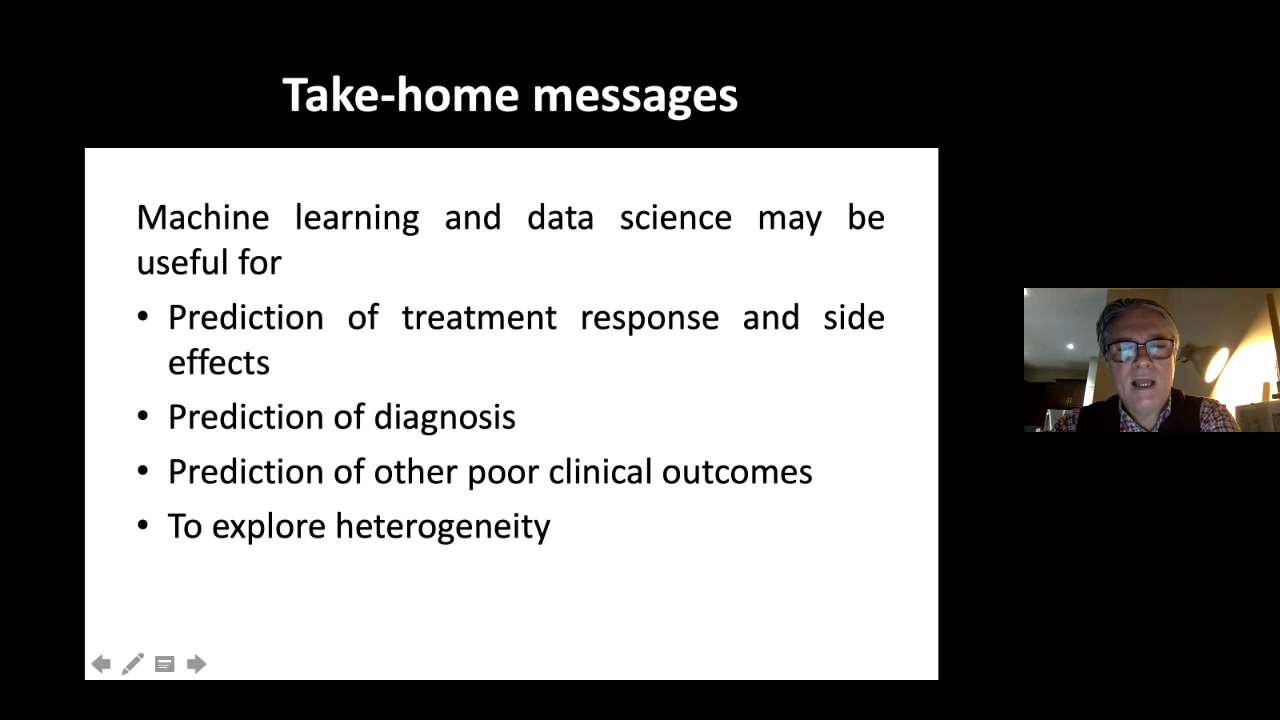 Take-home messages
Machine learning and data science may be
useful for
• Prediction of treatment response and side
effects
• Prediction of diagnosis
• Prediction of other poor clinical outcomes
• To explore heterogeneity